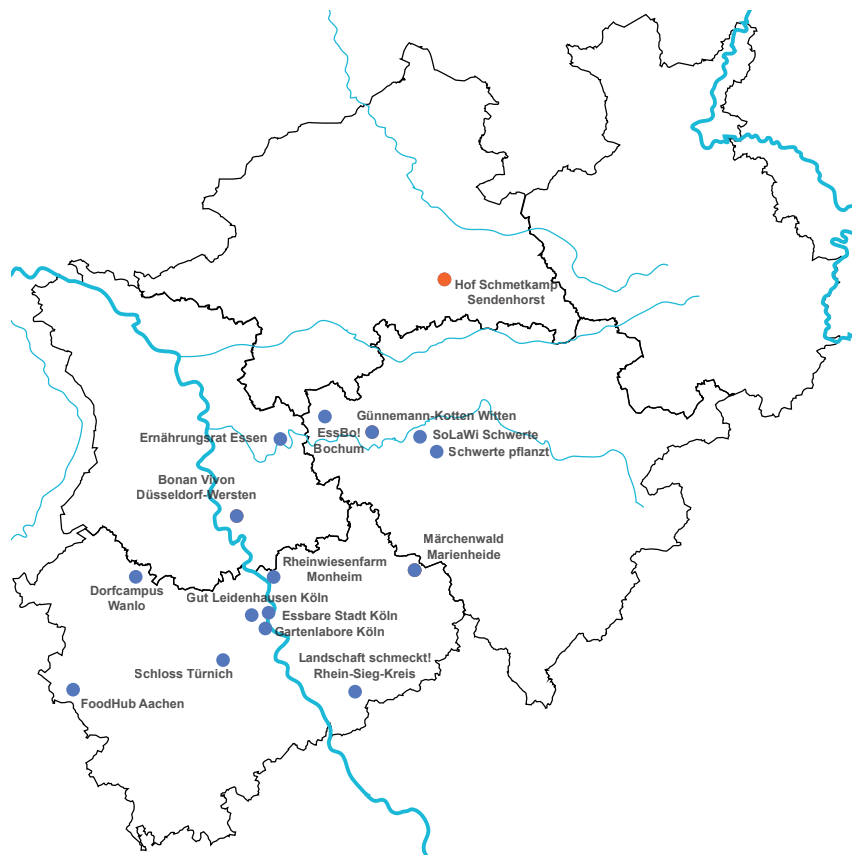 Hof Schmetkamp
Sendenhorst
Günnemann-Kotten Witten
EssBo!
Bochum
SoLaWi Schwerte
Ernährungsrat Essen
Schwerte pflanzt
Bonan Vivon
Düsseldorf-Wersten
Märchenwald
Marienheide
Rheinwiesenfarm
Monheim
Dorfcampus
Wanlo
Gut Leidenhausen Köln
Essbare Stadt Köln
Gartenlabore Köln
Landschaft schmeckt!
Rhein-Sieg-Kreis
Schloss Türnich
FoodHub Aachen